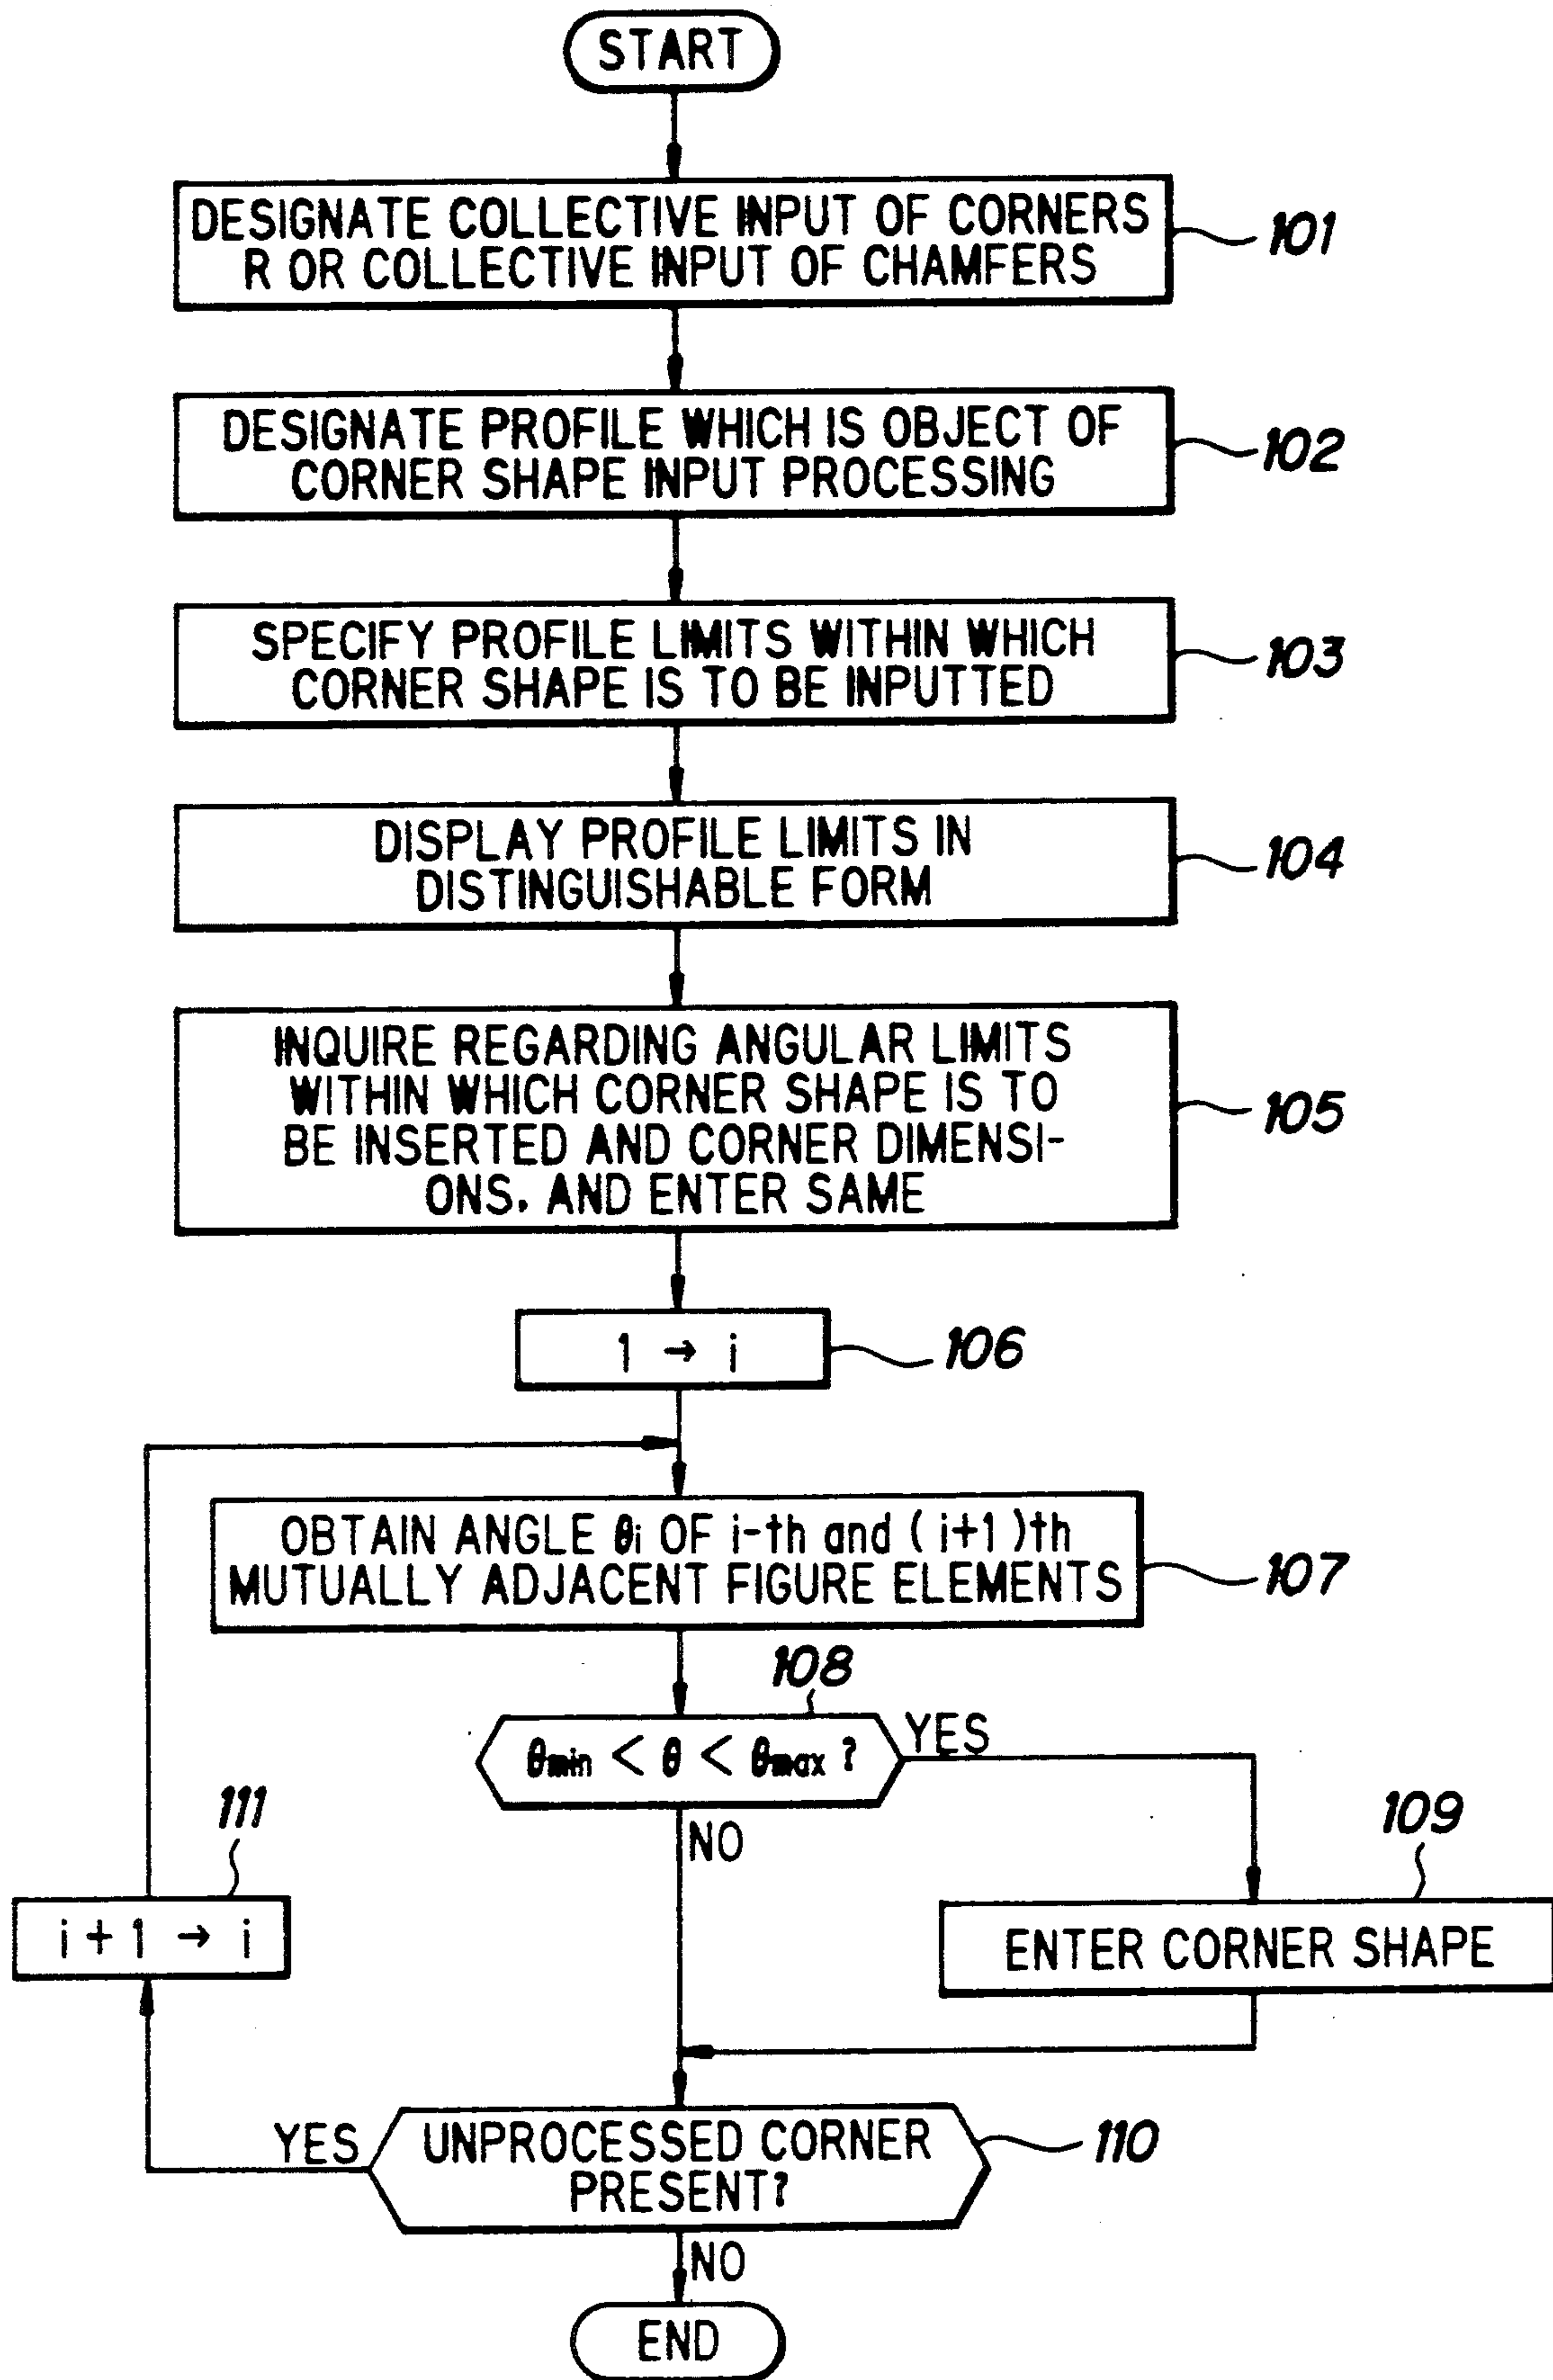 START
DESIGNATE COLLECTIVE INPUT OF CORNERS
R OR COLLECTIVE INPUT OF CHAMFERS
101
DESIGNATE PROFILE WHICH IS OBJECT OF
CORNER SHAPE INPUT PROCESSING
102
SPECIFY PROFILE LIMITS WITHIN WHICH
CORNER SHAPE IS TO BE INPUTTED
103
DISPLAY PROFILE LIMITS IN
DISTINGUISHABLE FORM
104
INQUIRE REGARDING ANGULAR LIMITS
WITHIN WHICH CORNER SHAPE IS TO
BE INSERTED AND CORNER DIMENSI-
ONS, AND ENTER SAME
105
1 → i
106
OBTAIN ANGLE θi OF i-th and (i+1)th
MUTUALLY ADJACENT FIGURE ELEMENTS
107
108
θmin < θ < θmax ?
YES
NO
111
i + 1 → i
109
ENTER CORNER SHAPE
YES
UNPROCESSED CORNER
PRESENT?
110
NO
END